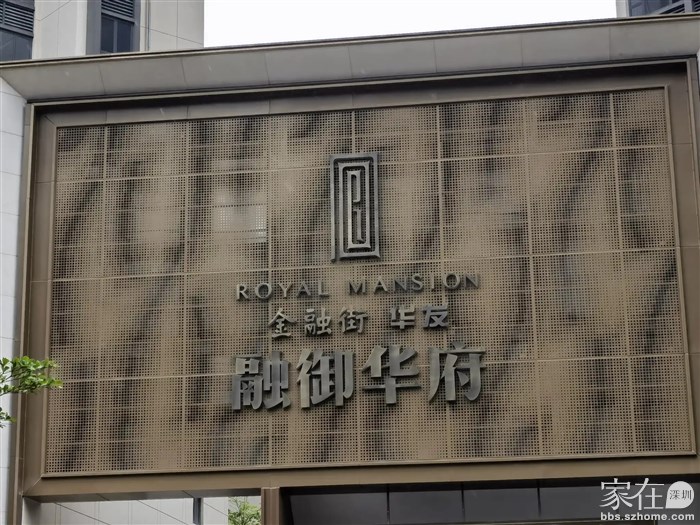 ROYAL MANSION
金融街 华发
融御华府
家在 深圳
bbs.szhome.com